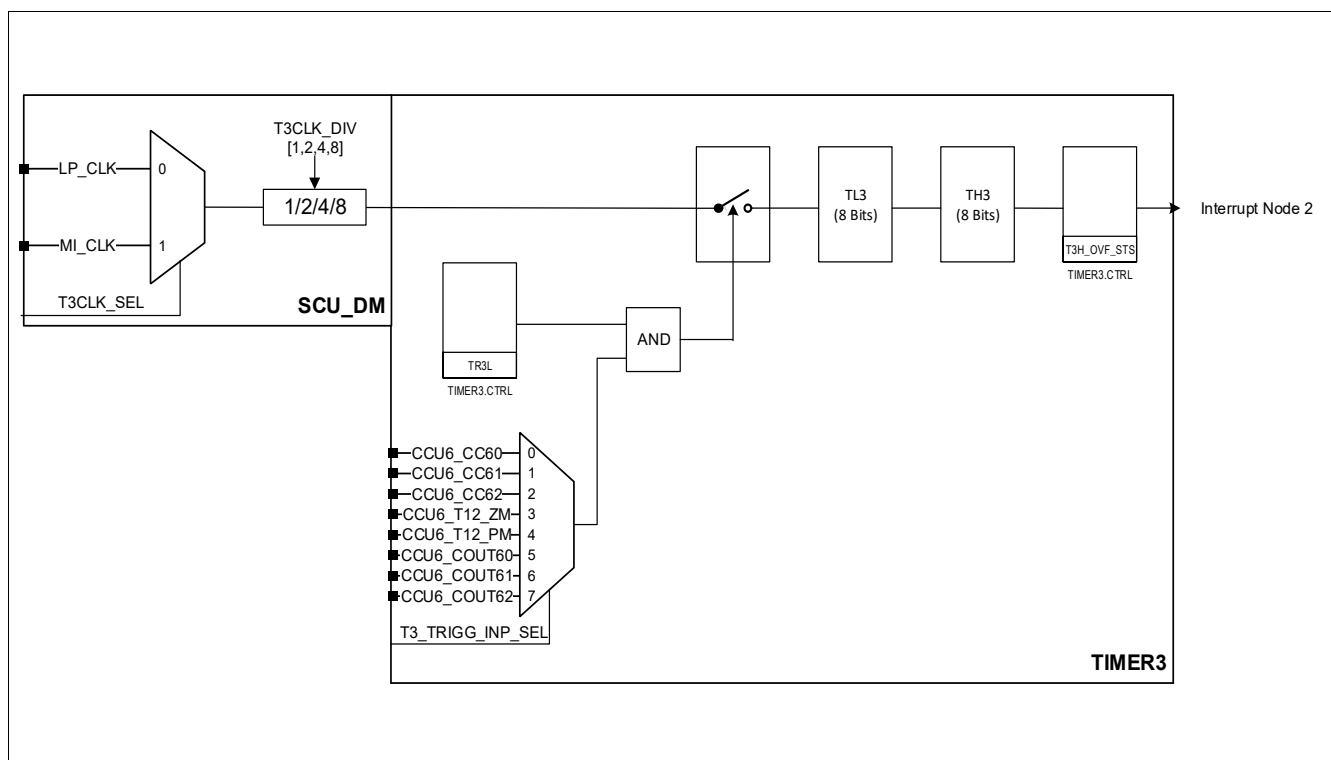 T3CLK_DIV
[1,2,4,8]
LP_CLK
0
1/2/4/8
MI_CLK
1
T3CLK_SEL
SCU_DM
TL3
(8 Bits)
TH3
(8 Bits)
Interrupt Node 2
T3H_OVF_STS
TIMER3.CTRL
AND
TR3L
TIMER3.CTRL
CCU6_CC60 0
CCU6_CC61 1
CCU6_CC62 2
CCU6_T12_ZM 3
CCU6_T12_PM 4
CCU6_COUT60 5
CCU6_COUT61 6
CCU6_COUT62 7
T3_TRIGG_INP_SEL
TIMER3